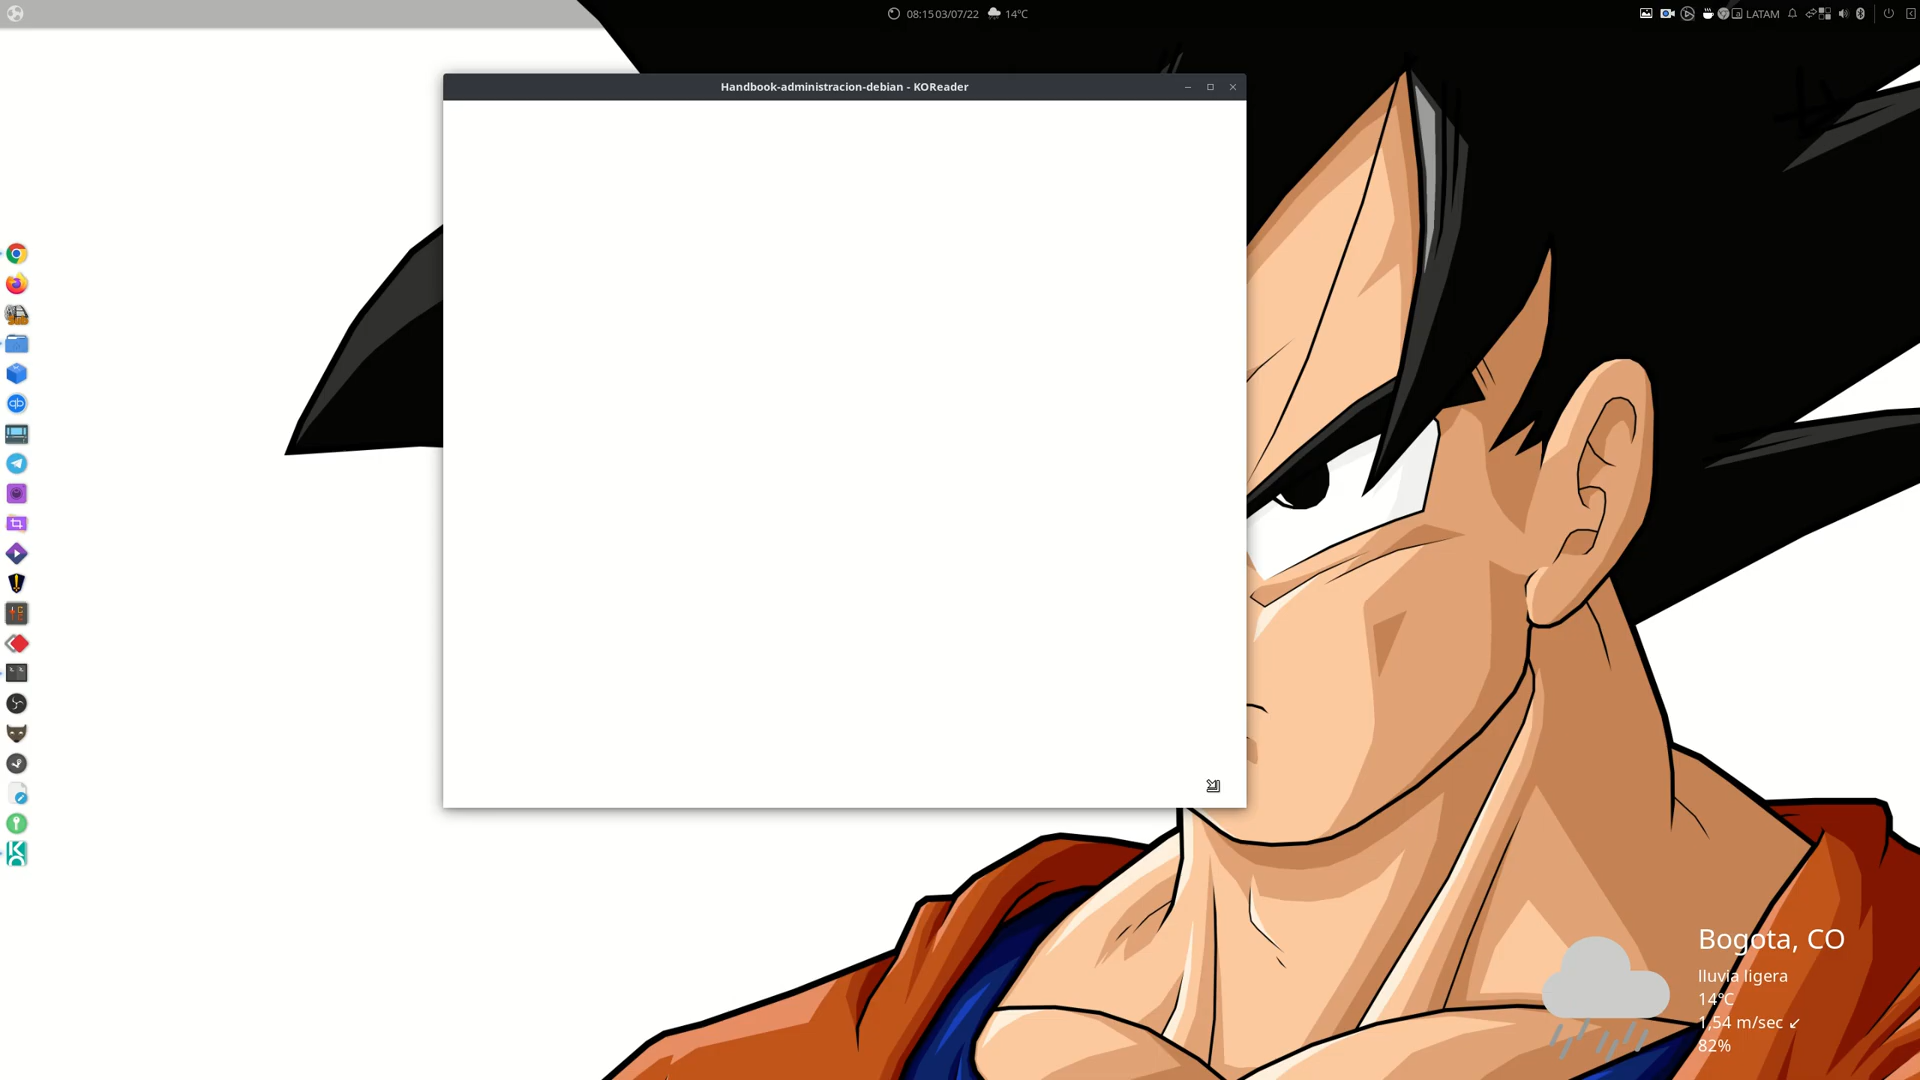 08:15 03/07/22 14°C
LATAM
Handbook-administracion-debian - KOReader
Bogota, CO
lluvia ligera
14°C
1,54 m/sec ↙
82%